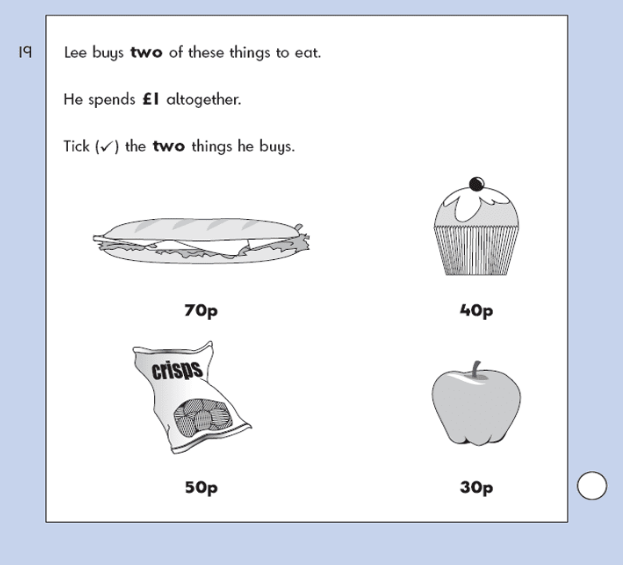 19
Lee buys two of these things to eat.
He spends £1 altogether.
Tick (✓) the two things he buys.
70p
40p
crisps
50p
30p